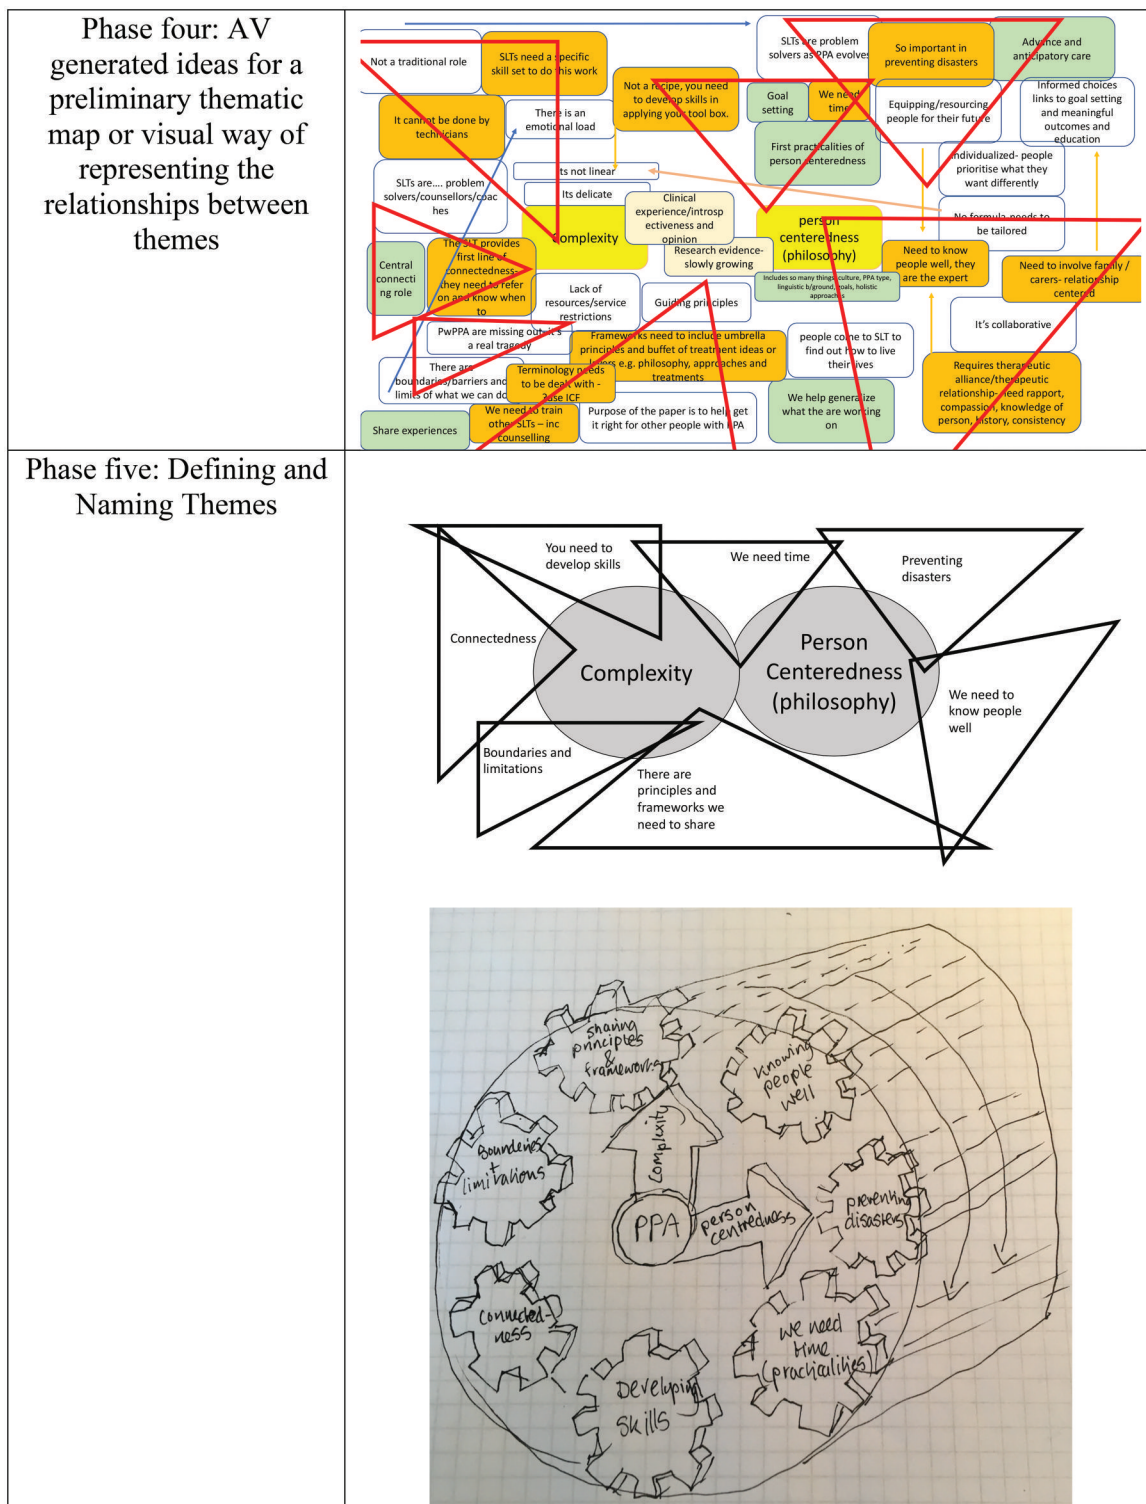 Phase four: AV
generated ideas for a
preliminary thematic
map or visual way of
representing the
relationships between
themes
Not a traditional role
SLTs need a specific
skill set to do this work
It cannot be done by
technicians
There is an
emotional load
Not a recipe, you need
to develop skills in
applying your tool box.
SLTs are problem
solvers as PPA evolves
So important in
preventing disasters
Advance and
anticipatory care
Goal
setting
We need
time
Equipping/resourcing
people for their future
Informed choices
links to goal setting
and meaningful
outcomes and
education
First practicalities of
person centeredness
Individualized- people
prioritise what they
want differently
SLTs are.... problem
solvers/counsellors/coa
ches
Its not linear
Its delicate
Clinical
experience/introsp
ectiveness and
opinion
No formula-needs to
be tailored
Complexity
person
centeredness
(philosophy)
Research evidence-
slowly growing
Need to know
people well, they
are the expert
Need to involve family /
carers- relationship
centered
Central
connecti
ng role
The SLT provides
first line of
connectedness-
they need to refer
on and know when
to
Lack of
resources/service
restrictions
Guiding principles
Includes so many things culture, PPA type,
linguistic b/ground, goals, holistic
approaches
It's collaborative
PwPPA are missing out- it's
a real tragedy
Frameworks need to include umbrella
principles and buffet of treatment ideas or
layers e.g. philosophy, approaches and
treatments
people come to SLT to
find out how to live
their lives
There are
boundaries/barriers and
limits of what we can do
Terminology needs
to be dealt with -
?use ICF
Requires therapeutic
alliance/therapeutic
relationship- need rapport,
compassion, knowledge of
person, history, consistency
Share experiences
We need to train
other SLTs – inc
counselling
Purpose of the paper is to help get
it right for other people with PPA
We help generalize
what the are working
on
Phase five: Defining and
Naming Themes
You need to
develop skills
We need time
Preventing
disasters
Connectedness
Complexity
Person
Centeredness
(philosophy)
We need to
know people
well
Boundaries and
limitations
There are
principles and
frameworks we
need to share
sharing
principles
&
frameworks
Knowing
people
well
Complexity
Bounderies
+
limitations
PPA
person
centredness
preventing
disasters
Connected-
ness
we need
time
(practicalities)
Developing
skills